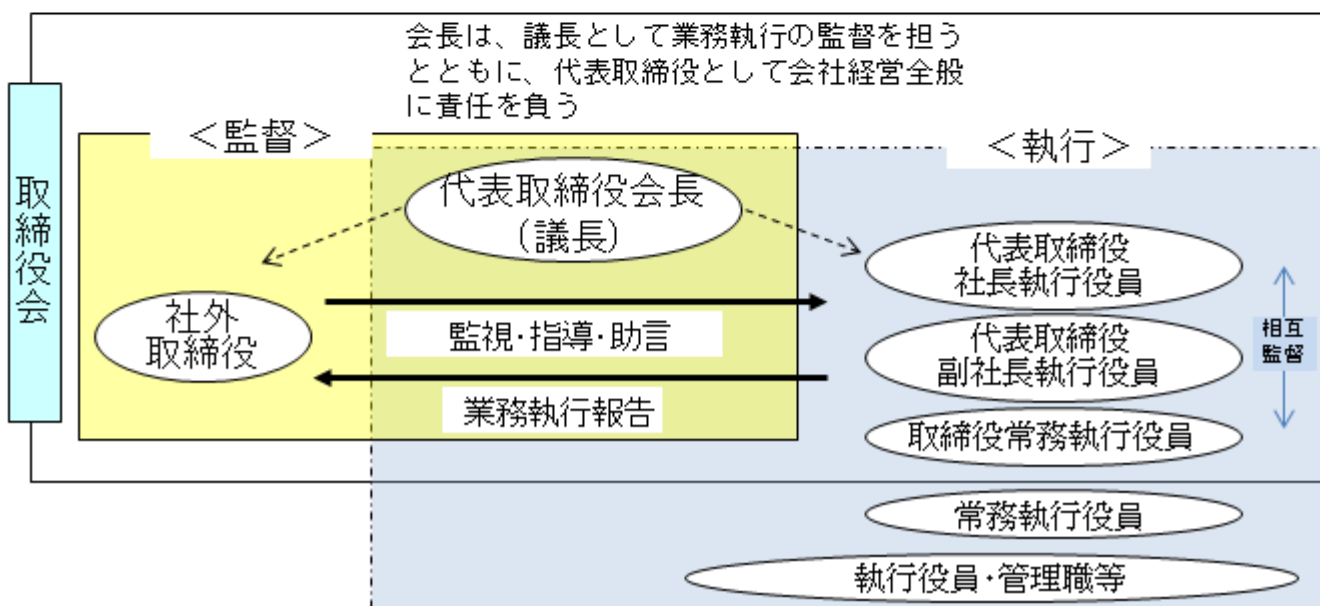 会長は、議長として業務執行の監督を担う
とともに、代表取締役として会社経営全般
に責任を負う
取締役会
＜監督＞
＜執行＞
代表取締役会長
(議長)
社外
取締役
監視・指導・助言
業務執行報告
代表取締役
社長執行役員
代表取締役
副社長執行役員
取締役常務執行役員
相互
監督
常務執行役員
執行役員・管理職等